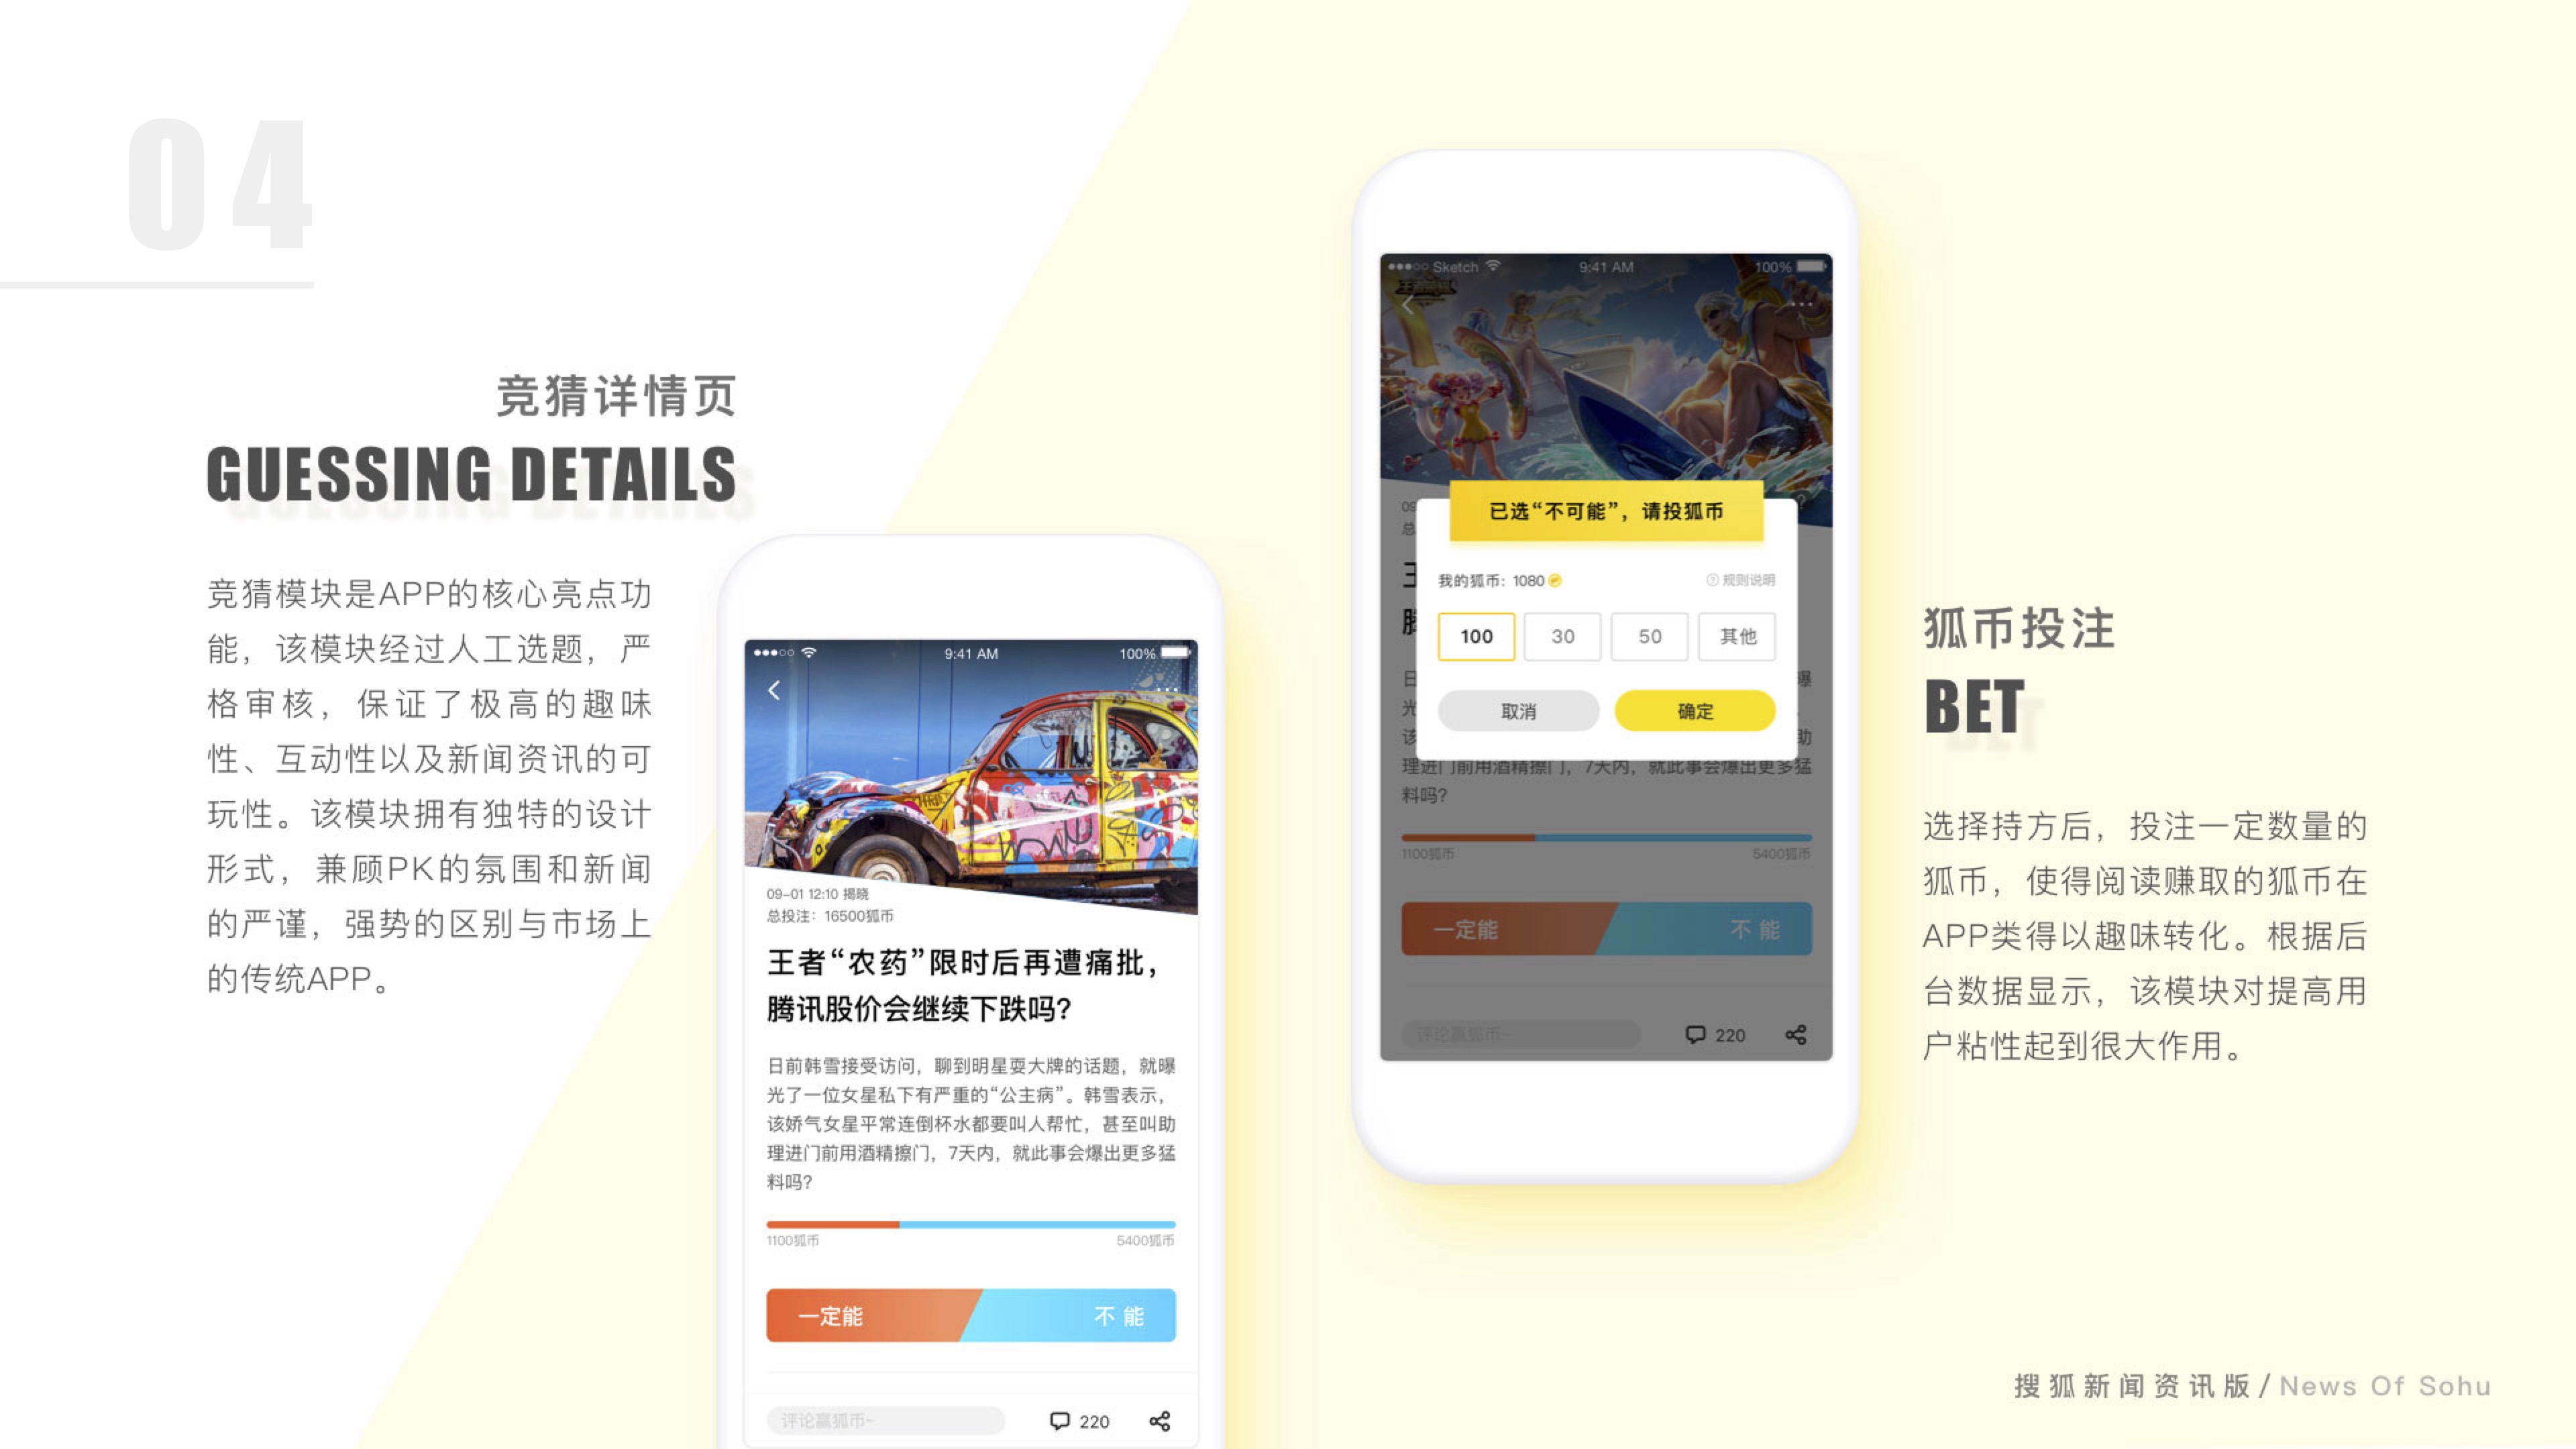 04
竞猜详情页
GUESSING DETAILS
竞猜模块是APP的核心亮点功
能，该模块经过人工选题，严
格审核，保证了极高的趣味
性、互动性以及新闻资讯的可
玩性。该模块拥有独特的设计
形式，兼顾PK的氛围和新闻
的严谨，强势的区别与市场上
的传统APP。
9:41 AM
100%
09-01 12:10 揭晓
总投注：16500狐币
王者“农药”限时后再遭痛批，
腾讯股价会继续下跌吗？
日前韩雪接受访问，聊到明星耍大牌的话题，就曝
光了一位女星私下有严重的“公主病”。韩雪表示，
该娇气女星平常连倒杯水都要叫人帮忙，甚至叫助
理进门前用酒精擦门，7天内，就此事会爆出更多猛
料吗？
1100狐币 5400狐币
一定能 不 能
评论赢狐币~ 220
Sketch 9:41 AM 100%
已选“不可能”，请投狐币
我的狐币：1080 规则说明
100 30 50 其他
取消 确定
09
总
日 曝
光
该 助
理进门前用酒精擦门，7天内，就此事会爆出更多猛
料吗？
1100狐币 5400狐币
一定能 不 能
评论赢狐币~ 220
狐币投注
BET
选择持方后，投注一定数量的
狐币，使得阅读赚取的狐币在
APP类得以趣味转化。根据后
台数据显示，该模块对提高用
户粘性起到很大作用。
搜狐新闻资讯版/News Of Sohu